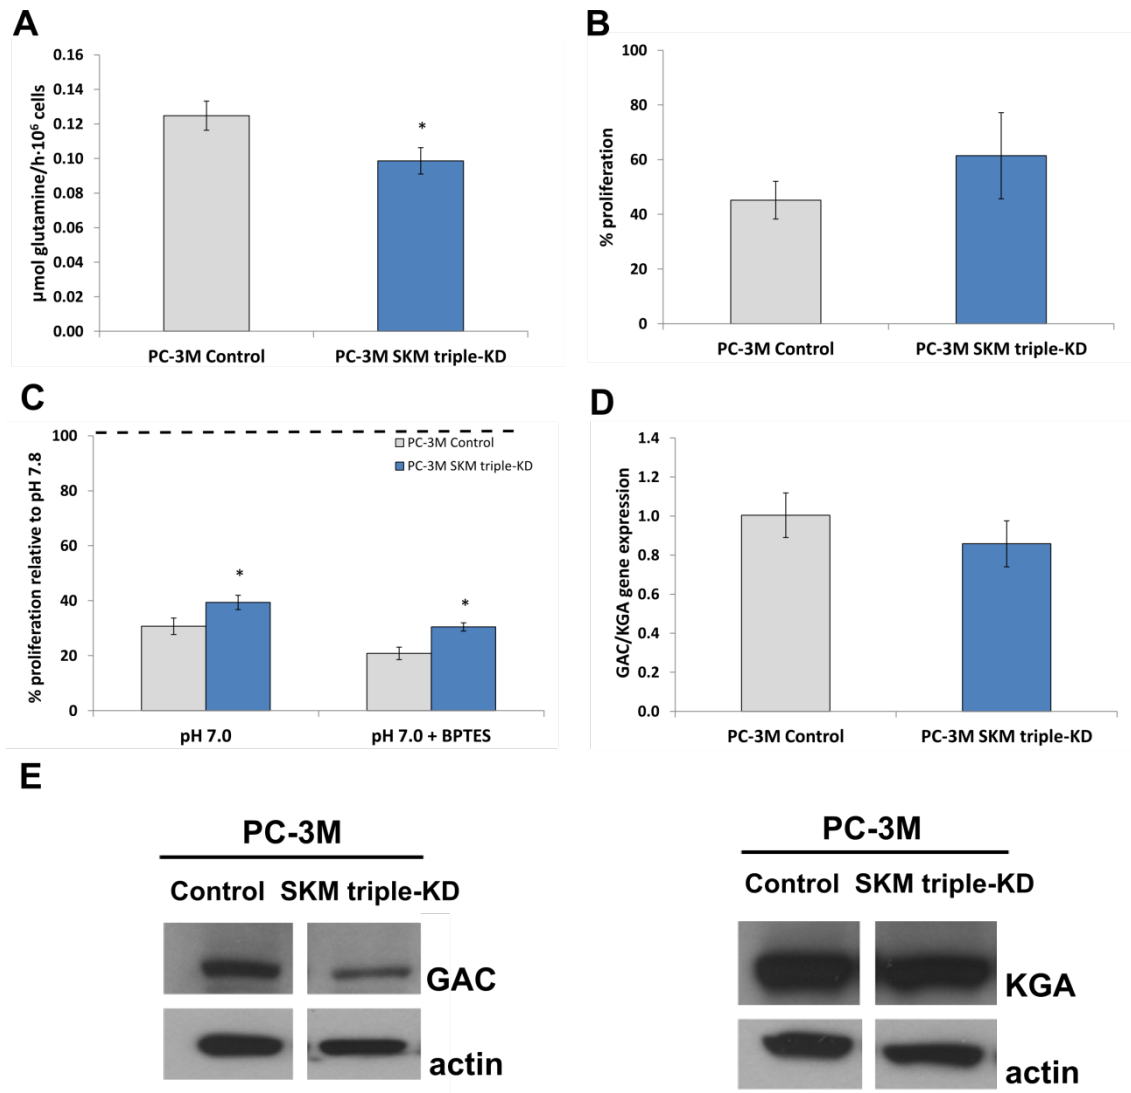 A
µmol glutamine/h·10⁶ cells
0.16
0.14
0.12
0.10
0.08
0.06
0.04
0.02
0.00
*
PC-3M Control PC-3M SKM triple-KD
B
% proliferation
100
80
60
40
20
0
PC-3M Control PC-3M SKM triple-KD
C
% proliferation relative to pH 7.8
100
80
60
40
20
0
PC-3M Control
PC-3M SKM triple-KD
* *
pH 7.0 pH 7.0 + BPTES
D
GAC/KGA gene expression
1.4
1.2
1.0
0.8
0.6
0.4
0.2
0.0
PC-3M Control PC-3M SKM triple-KD
E
PC-3M
Control SKM triple-KD
GAC
actin
PC-3M
Control SKM triple-KD
KGA
actin